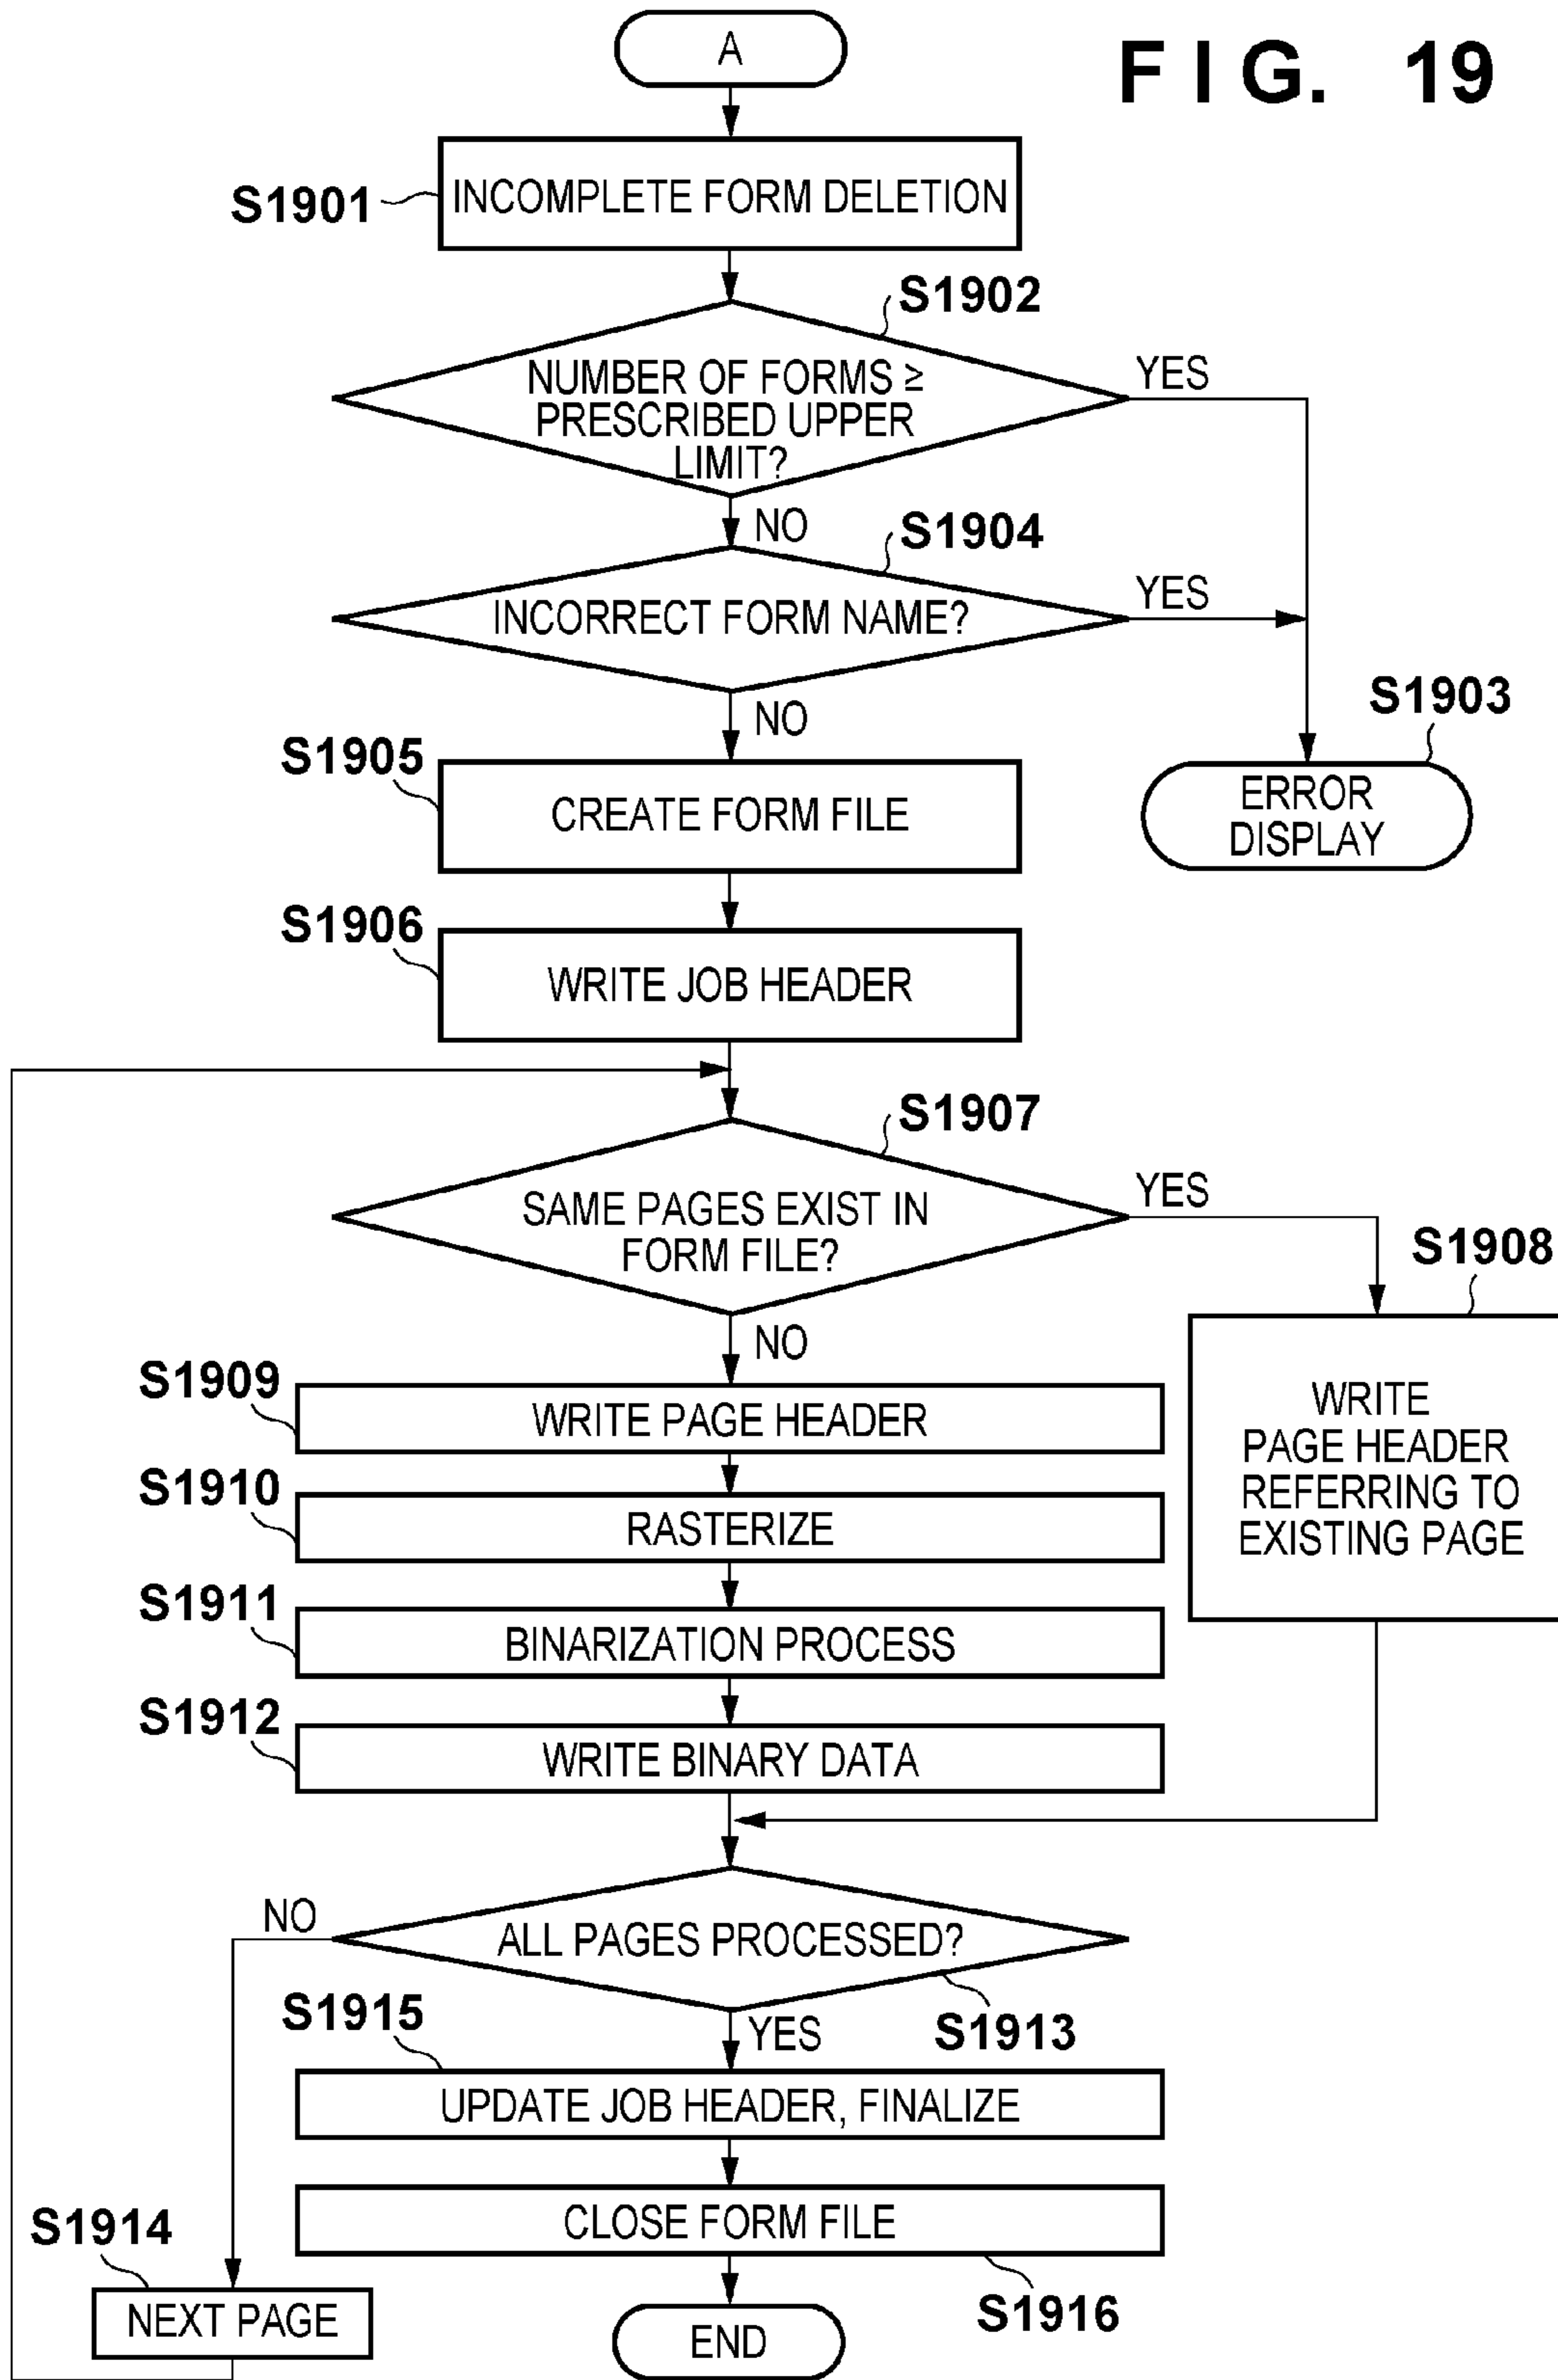 A
FIG. 19
S1901
INCOMPLETE FORM DELETION
S1902
NUMBER OF FORMS ≥
PRESCRIBED UPPER
LIMIT?
YES
NO
S1904
INCORRECT FORM NAME?
YES
NO
S1903
ERROR
DISPLAY
S1905
CREATE FORM FILE
S1906
WRITE JOB HEADER
S1907
SAME PAGES EXIST IN
FORM FILE?
YES
NO
S1908
WRITE
PAGE HEADER
REFERRING TO
EXISTING PAGE
S1909
WRITE PAGE HEADER
S1910
RASTERIZE
S1911
BINARIZATION PROCESS
S1912
WRITE BINARY DATA
NO
ALL PAGES PROCESSED?
S1913
YES
S1915
UPDATE JOB HEADER, FINALIZE
CLOSE FORM FILE
S1916
S1914
NEXT PAGE
END